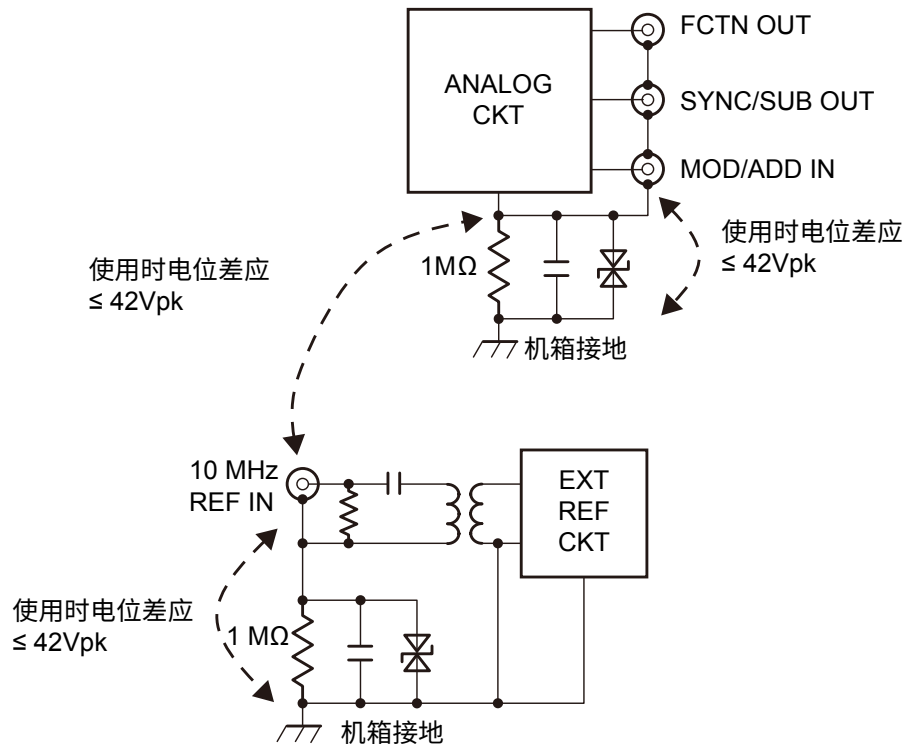 FCTN OUT
ANALOG
CKT
SYNC/SUB OUT
MOD/ADD IN
使用时电位差应
≤ 42Vpk
使用时电位差应
≤ 42Vpk
1MΩ
机箱接地
10 MHz
REF IN
EXT
REF
CKT
使用时电位差应
≤ 42Vpk
1 MΩ
机箱接地